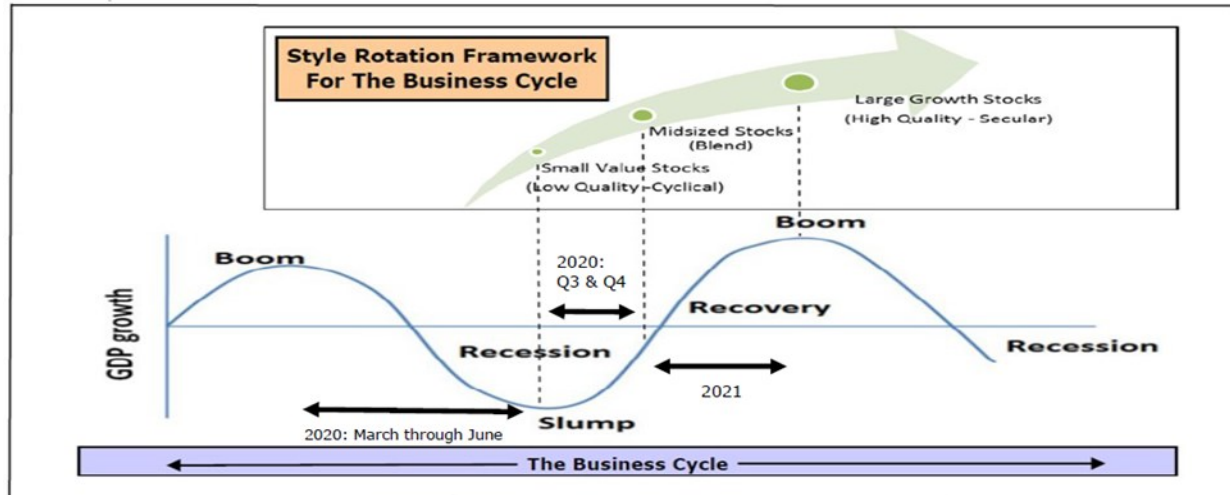 Style Rotation Framework
For The Business Cycle
Large Growth Stocks
(High Quality - Secular)
Midsized Stocks
(Blend)
Small Value Stocks
(Low Quality-Cyclical)
Boom
Boom
2020:
Q3 & Q4
GDP growth
Recovery
Recession
Recession
2021
Slump
2020: March through June
The Business Cycle